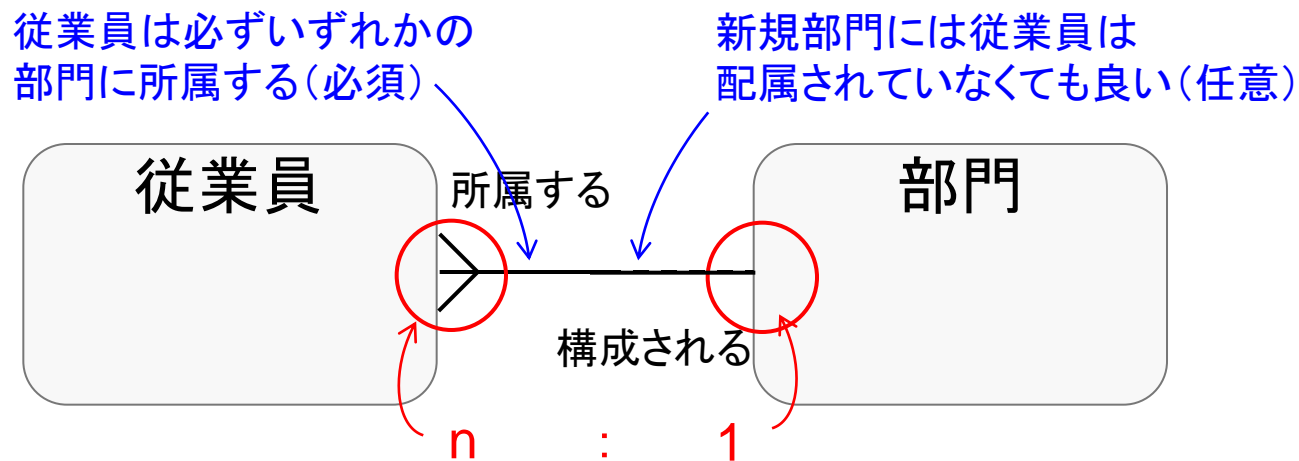 従業員は必ずいずれかの
部門に所属する(必須)
新規部門には従業員は
配属されていなくても良い(任意)
従業員
所属する
部門
構成される
n : 1